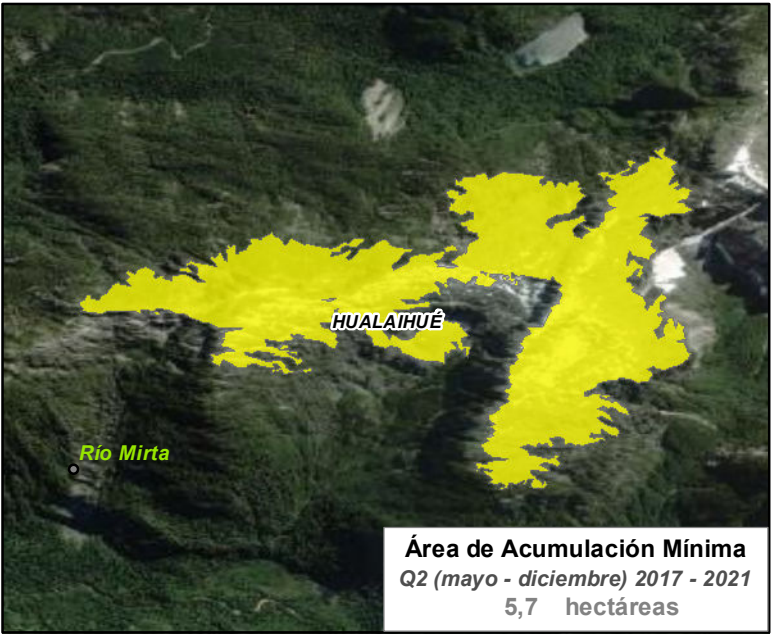 HUALAIHUÉ
Río Mirta
Área de Acumulación Mínima
Q2 (mayo - diciembre) 2017 - 2021
5,7 hectáreas